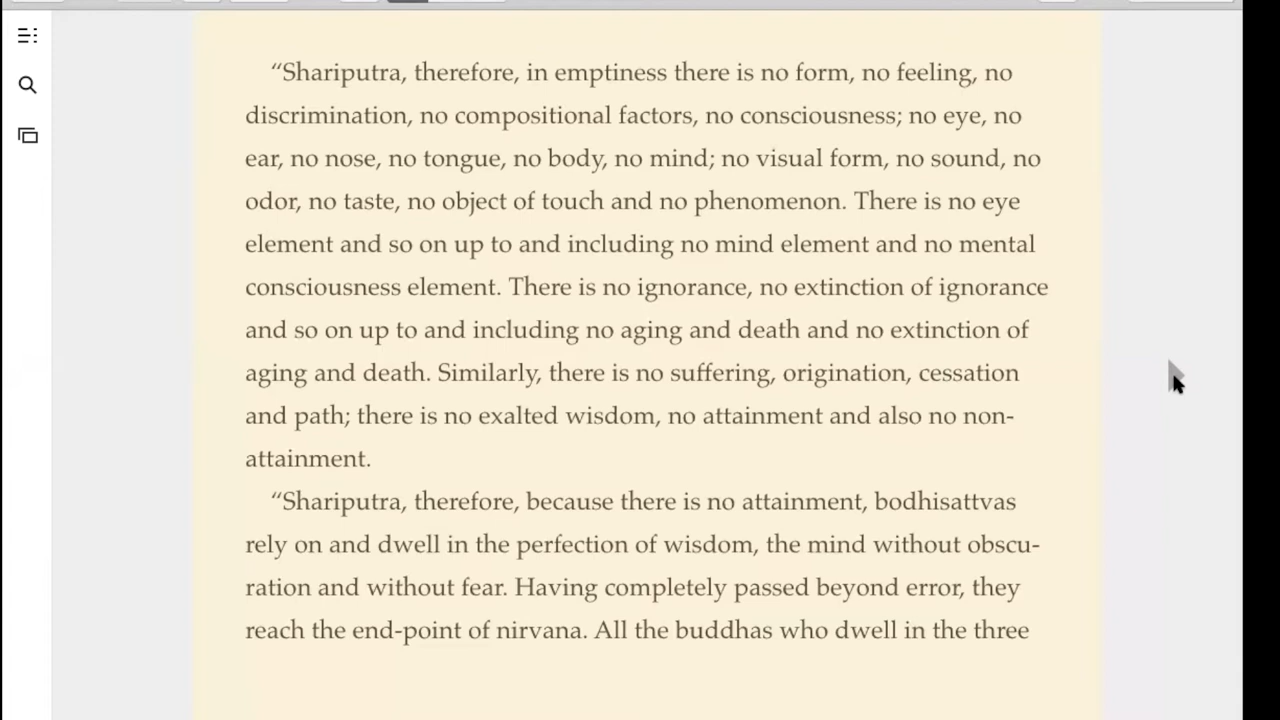 “Shariputra, therefore, in emptiness there is no form, no feeling, no
discrimination, no compositional factors, no consciousness; no eye, no
ear, no nose, no tongue, no body, no mind; no visual form, no sound, no
odor, no taste, no object of touch and no phenomenon. There is no eye
element and so on up to and including no mind element and no mental
consciousness element. There is no ignorance, no extinction of ignorance
and so on up to and including no aging and death and no extinction of
aging and death. Similarly, there is no suffering, origination, cessation
and path; there is no exalted wisdom, no attainment and also no non-
attainment.
“Shariputra, therefore, because there is no attainment, bodhisattvas
rely on and dwell in the perfection of wisdom, the mind without obscu-
ration and without fear. Having completely passed beyond error, they
reach the end-point of nirvana. All the buddhas who dwell in the three